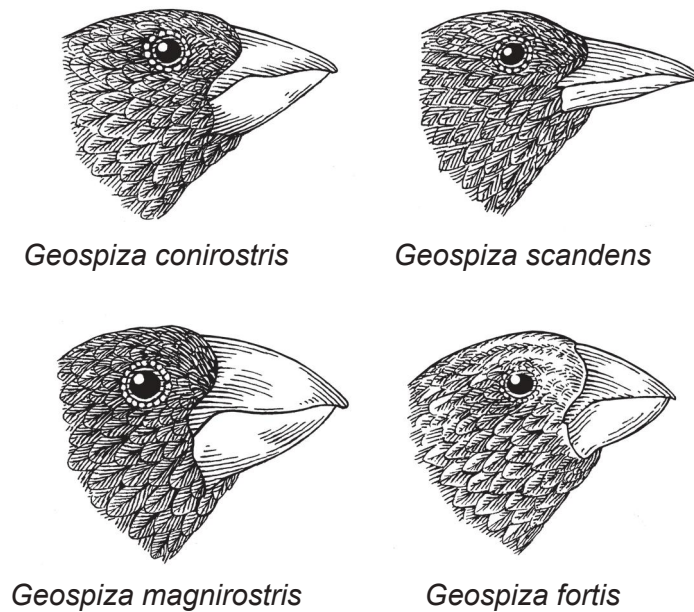 Geospiza conirostris
Geospiza scandens
Geospiza magnirostris
Geospiza fortis